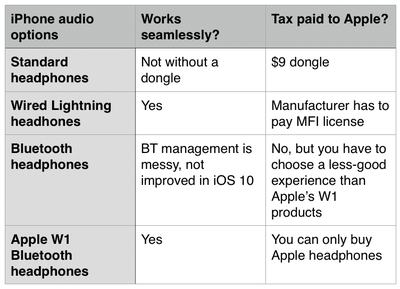 iPhone audio
options
Works
seamlessly?
Tax paid to Apple?
Standard
headphones
Not without a
dongle
$9 dongle
Wired Lightning
headhones
Yes
Manufacturer has to
pay MFI license
Bluetooth
headphones
BT management is
messy, not
improved in iOS 10
No, but you have to
choose a less-good
experience than
Apple's W1
products
Apple W1
Bluetooth
headphones
Yes
You can only buy
Apple headphones